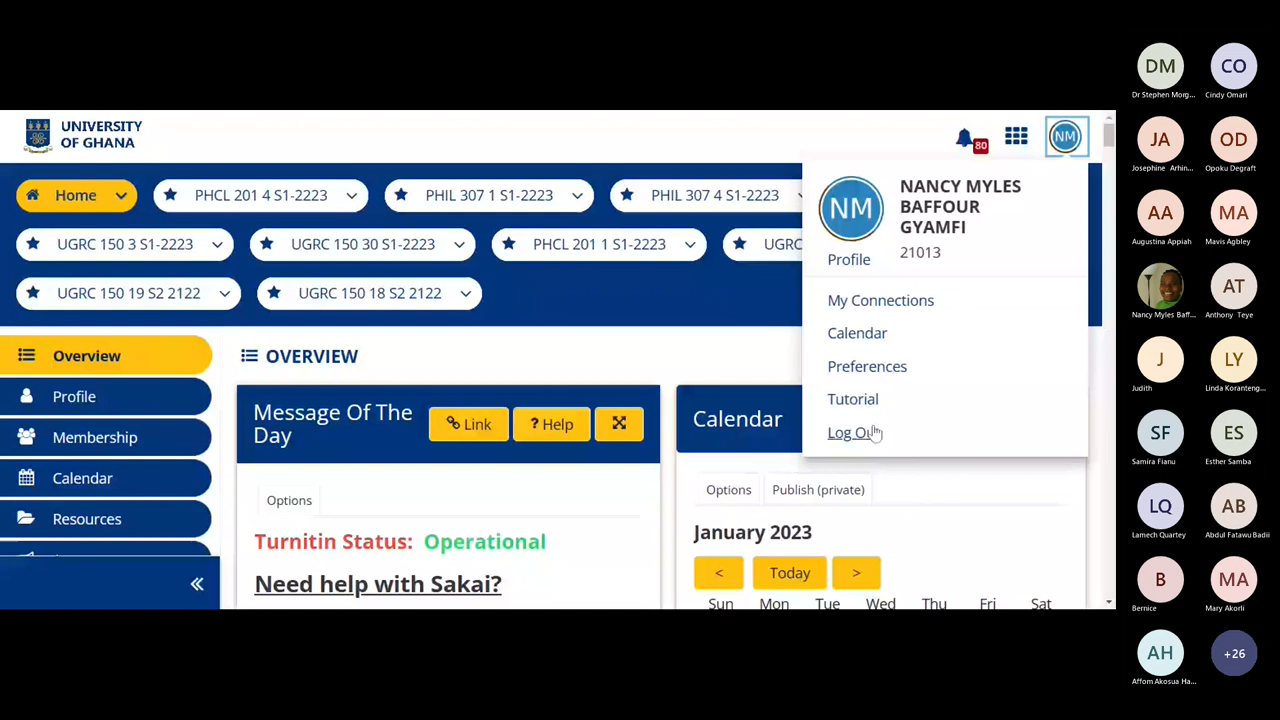 UNIVERSITY
OF GHANA
80
NM
Home
PHCL 201 4 S1-2223
PHIL 307 1 S1-2223
PHIL 307 4 S1-2223
UGRC 150 3 S1-2223
UGRC 150 30 S1-2223
PHCL 201 1 S1-2223
UGRC 150 19 S2 2122
UGRC 150 18 S2 2122
NM
NANCY MYLES
BAFFOUR
GYAMFI
21013
Profile
My Connections
Calendar
Preferences
Tutorial
Log Out
Overview
Profile
Membership
Calendar
Resources
OVERVIEW
Message Of The
Day
Link
? Help
Options
Turnitin Status: Operational
Need help with Sakai?
Calendar
Options
Publish (private)
January 2023
<
Today
>
Sun Mon Tue Wed Thu Fri Sat
DM
CO
Dr Stephen Morg...
Cindy Omari
JA
OD
Josephine Arhin...
Opoku Degraft
AA
MA
Augustina Appiah
Mavis Agbley
AT
Nancy Myles Baff...
Anthony Teye
J
LY
Judith
Linda Koranteng...
SF
ES
Samira Fianu
Esther Samba
LQ
AB
Lamech Quartey
Abdul Fatawu Badii
B
MA
Bernice
Mary Akorli
AH
+26
Affom Akosua Ha...